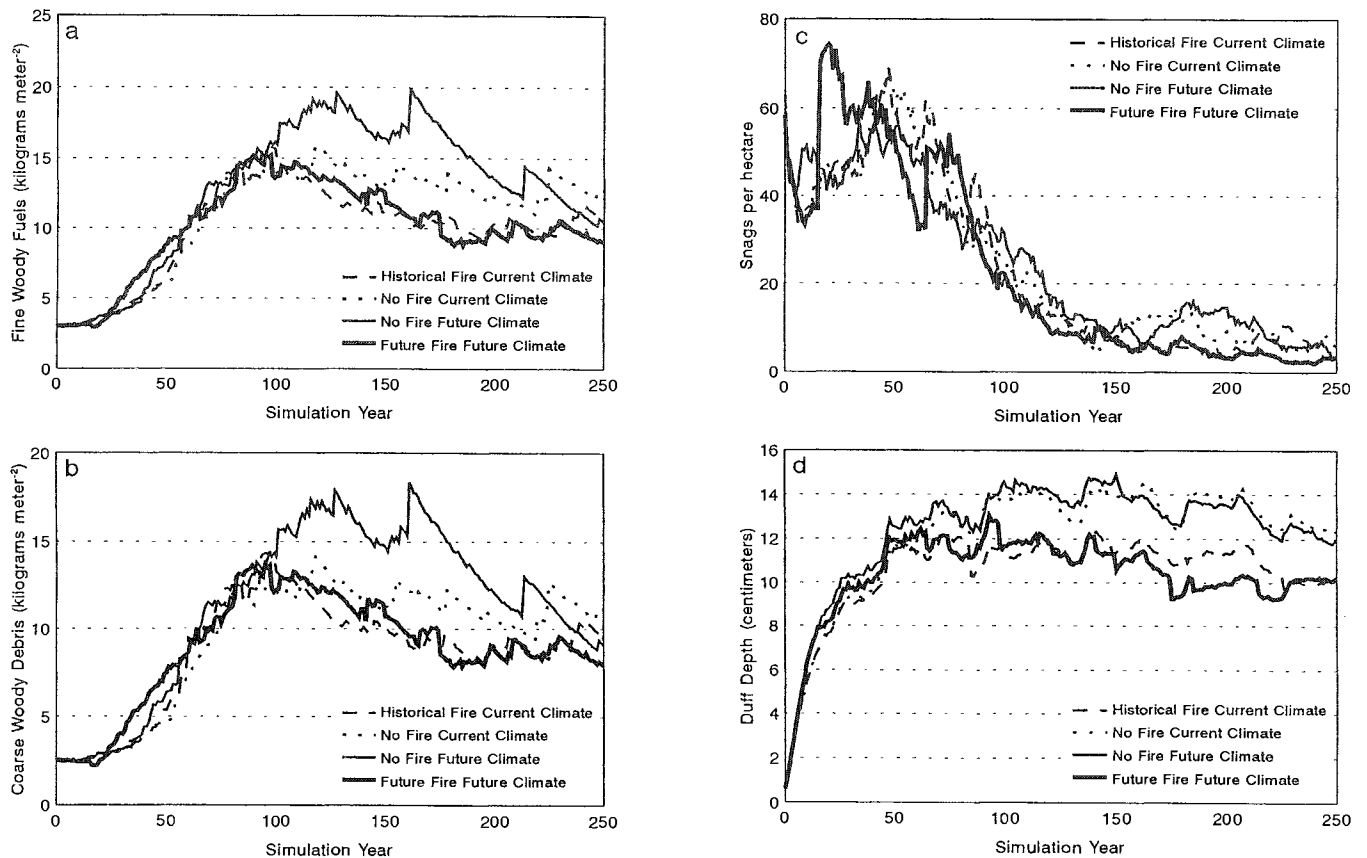 a
25
20
15
10
5
0
Fine Woody Fuels (kilograms meter⁻²)
Historical Fire Current Climate
No Fire Current Climate
No Fire Future Climate
Future Fire Future Climate
0 50 100 150 200 250
Simulation Year
c
80
60
40
20
0
Snags per hectare
Historical Fire Current Climate
No Fire Current Climate
No Fire Future Climate
Future Fire Future Climate
0 50 100 150 200 250
Simulation Year
b
20
15
10
5
0
Coarse Woody Debris (kilograms meter⁻²)
Historical Fire Current Climate
No Fire Current Climate
No Fire Future Climate
Future Fire Future Climate
0 50 100 150 200 250
Simulation Year
d
16
14
12
10
8
6
4
2
0
Duff Depth (centimeters)
Historical Fire Current Climate
No Fire Current Climate
No Fire Future Climate
Future Fire Future Climate
0 50 100 150 200 250
Simulation Year